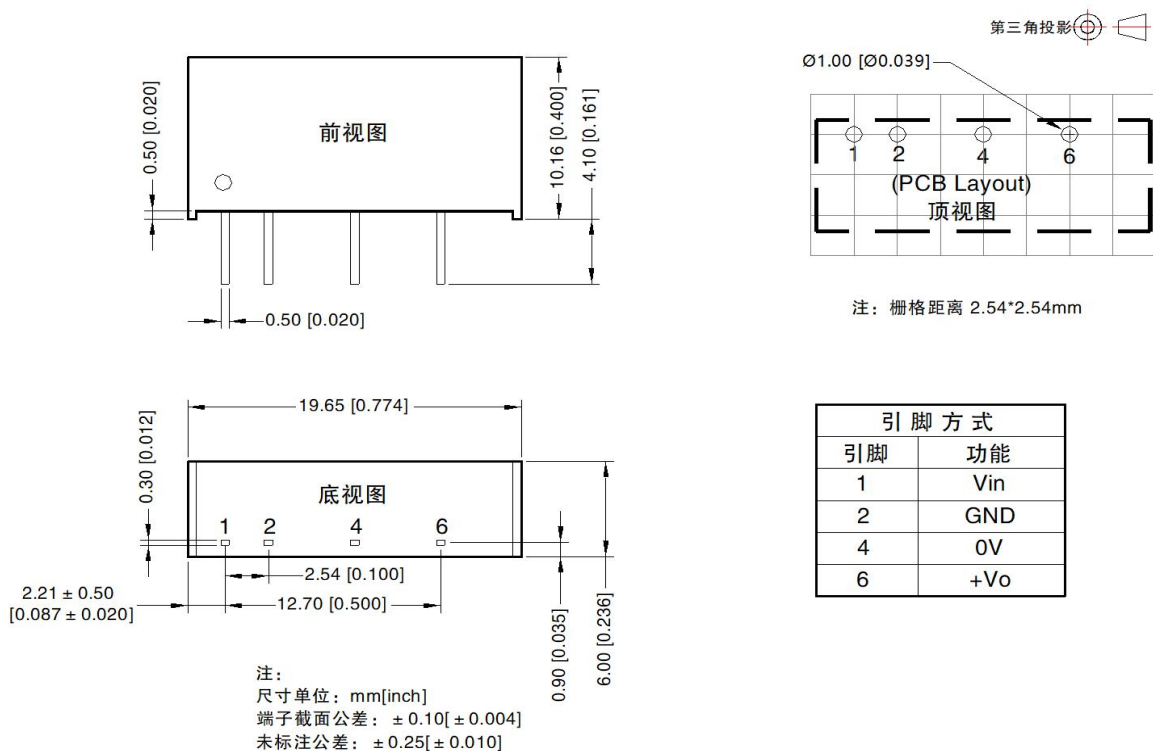 第三角投影
Ø1.00 [Ø0.039]
前视图
0.50 [0.020]
10.16 [0.400]
4.10 [0.161]
0.50 [0.020]
1 2 4 6
(PCB Layout)
顶视图
注：栅格距离 2.54*2.54mm
19.65 [0.774]
0.30 [0.012]
底视图
1 2 4 6
2.54 [0.100]
12.70 [0.500]
2.21 ± 0.50
[0.087 ± 0.020]
0.90 [0.035]
6.00 [0.236]
引 脚 方 式
引脚 功能
1 Vin
2 GND
4 0V
6 +Vo
注：
尺寸单位：mm[inch]
端子截面公差：± 0.10[ ± 0.004]
未标注公差：± 0.25[ ± 0.010]